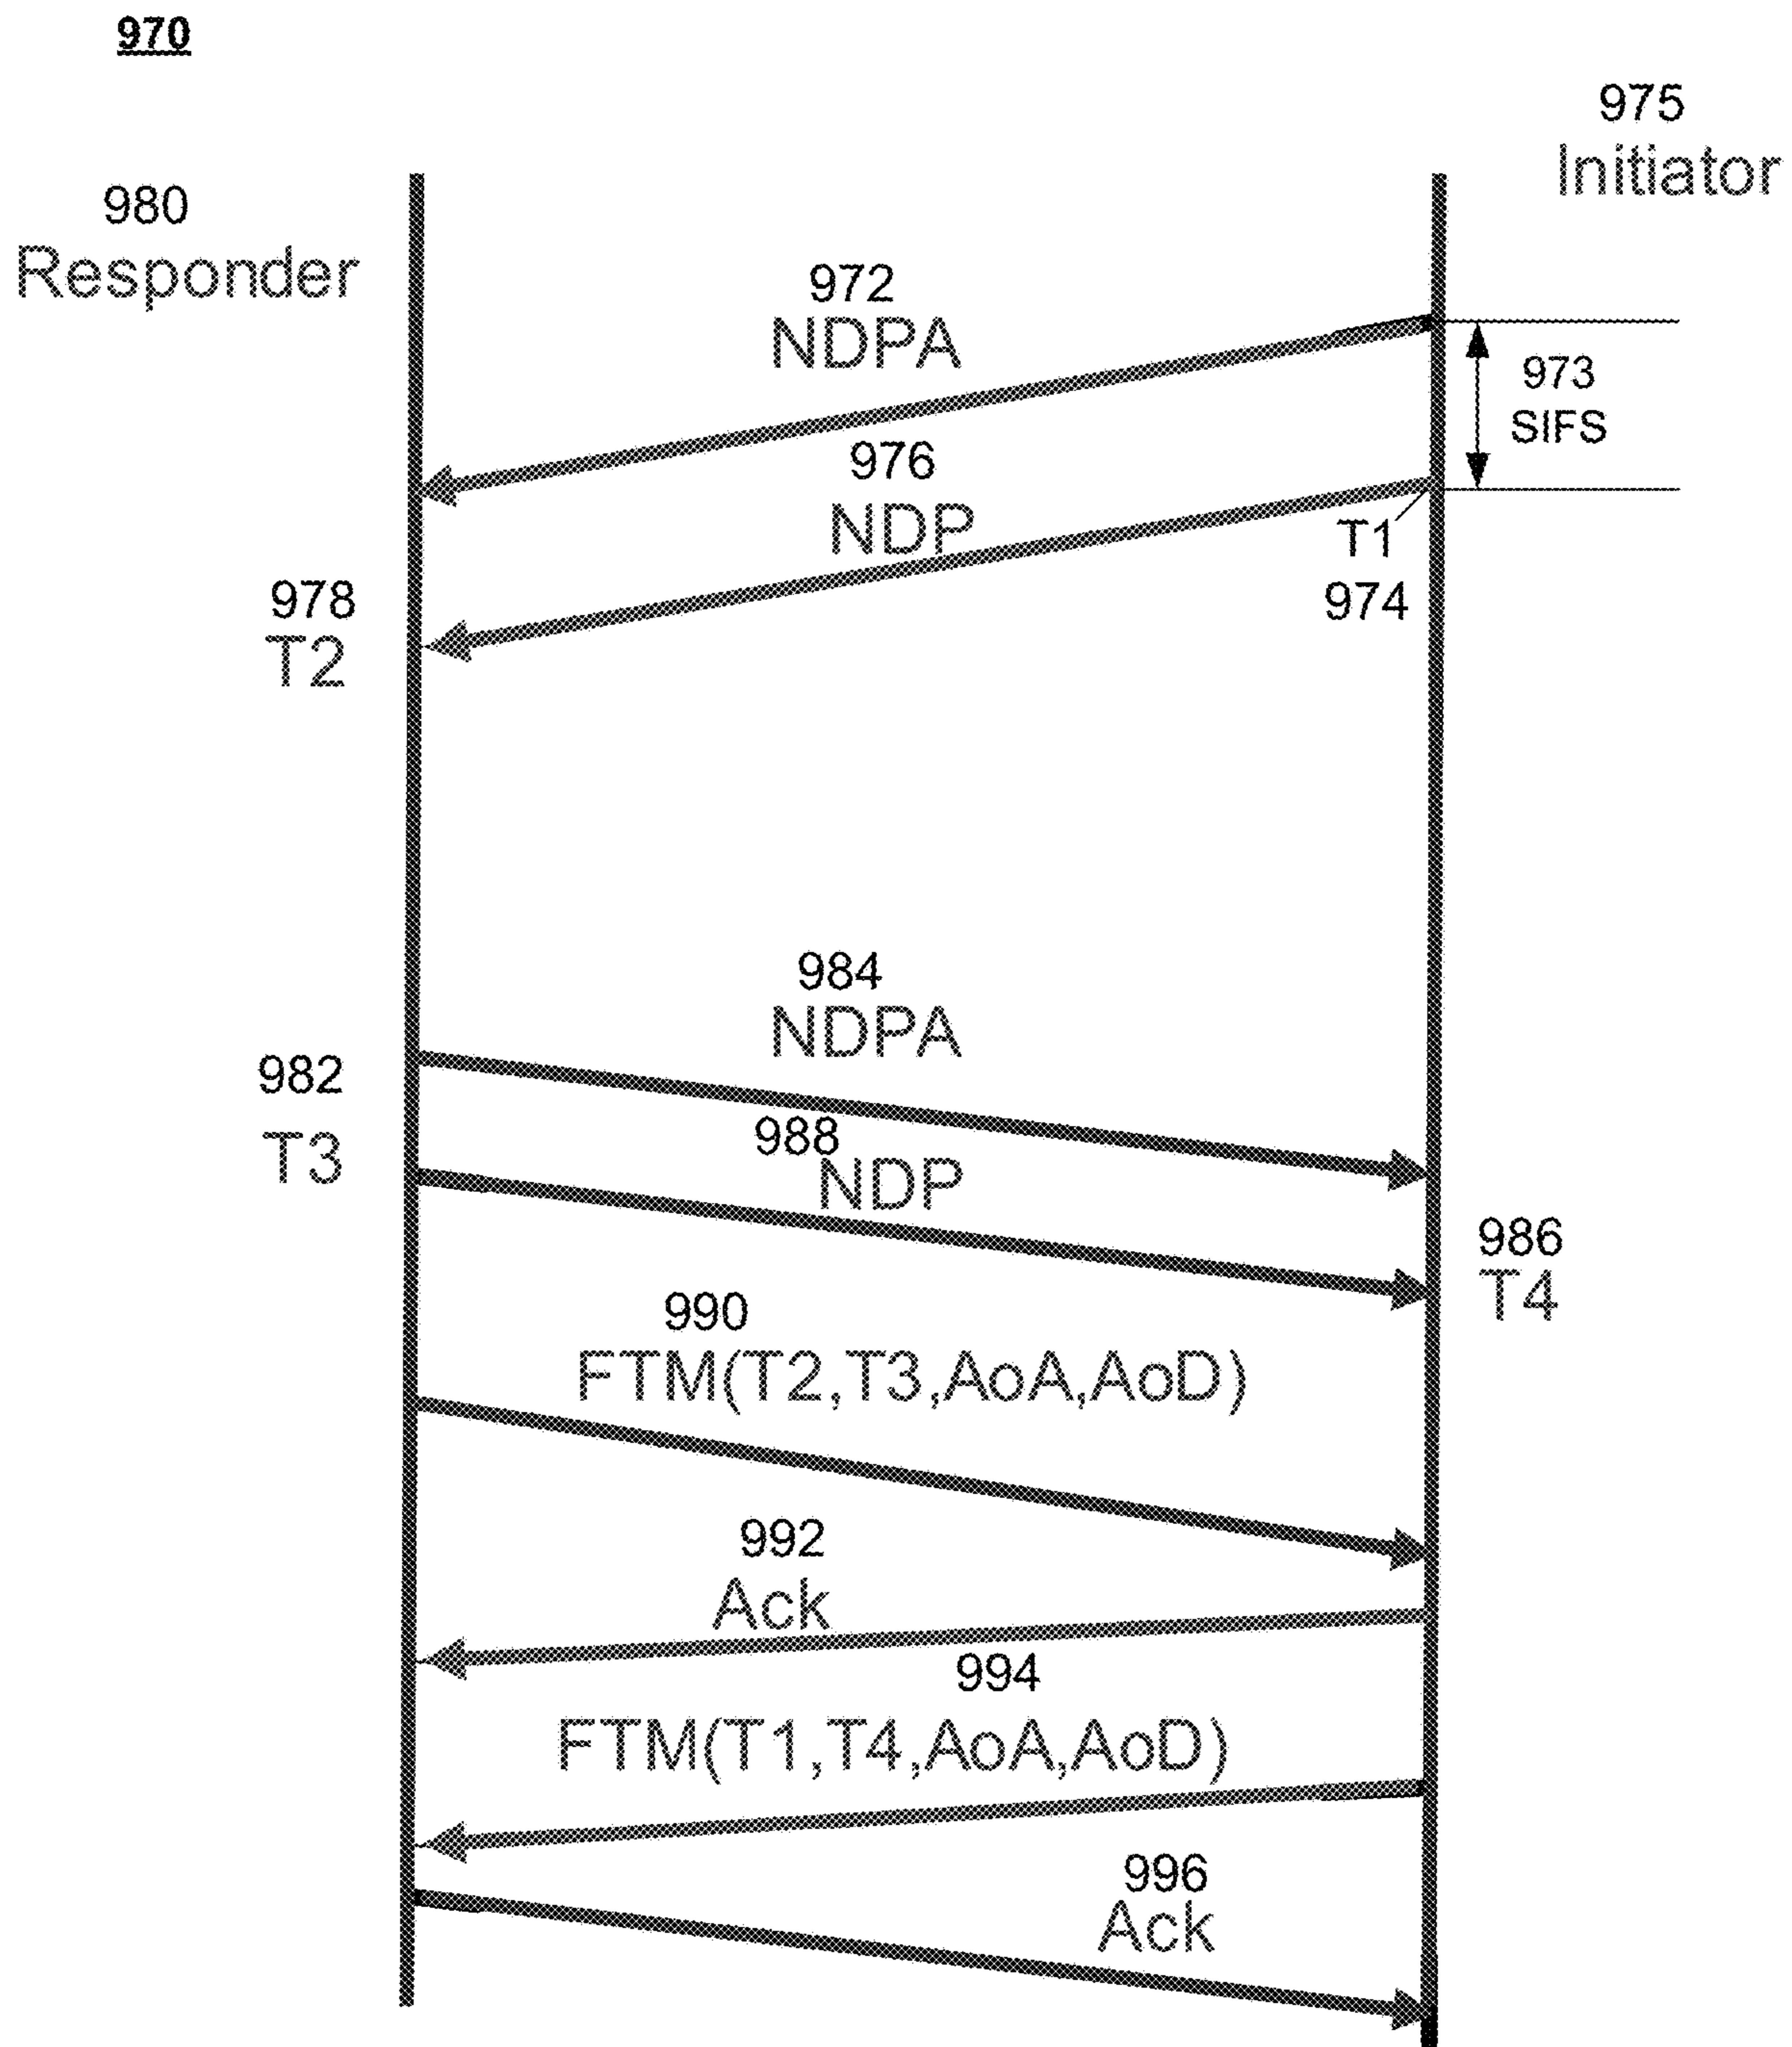 970
975
Initiator
980
Responder
972
NDPA
973
SIFS
976
NDP
T1
974
978
T2
984
NDPA
982
T3
988
NDP
986
T4
990
FTM(T2,T3,AoA,AoD)
992
Ack
994
FTM(T1,T4,AoA,AoD)
996
Ack